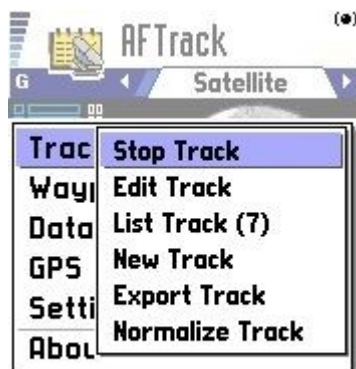 AFTrack
G
Satellite
Trac
Stop Track
Way
Edit Track
Data
List Track (7)
GPS
New Track
Setti
Export Track
Normalize Track
Abou